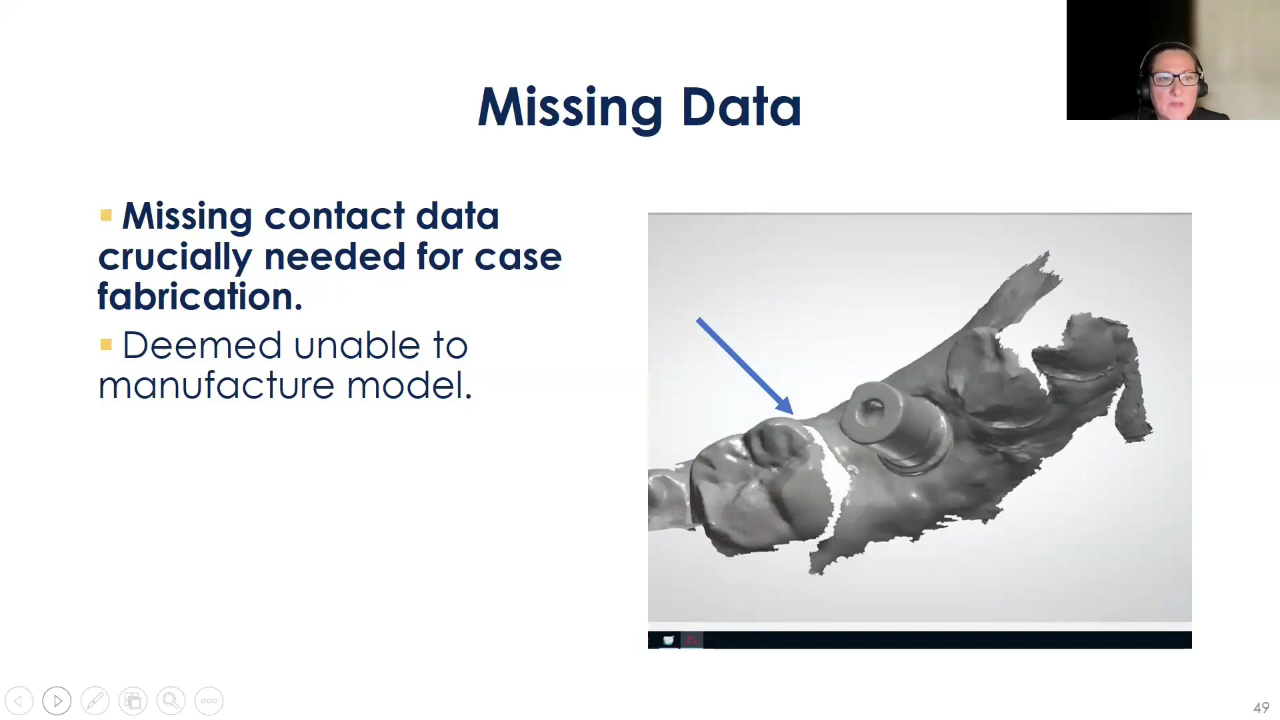 Missing Data
▪ Missing contact data
crucially needed for case
fabrication.
▪ Deemed unable to
manufacture model.
49